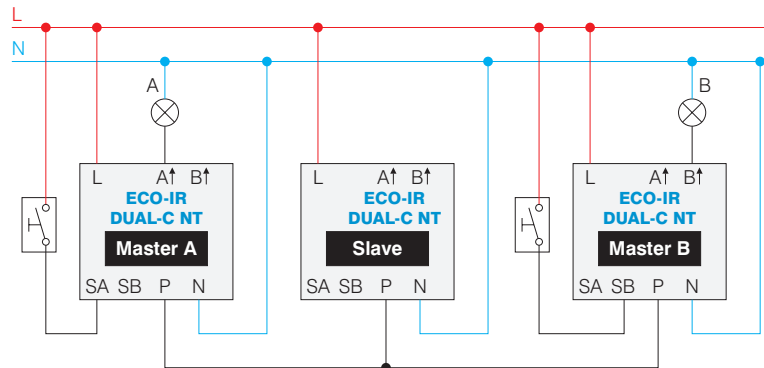 L
N
A
B
L A↑ B↑
ECO-IR
DUAL-C NT
Master A
SA SB P N
L A↑ B↑
ECO-IR
DUAL-C NT
Slave
SA SB P N
L A↑ B↑
ECO-IR
DUAL-C NT
Master B
SA SB P N